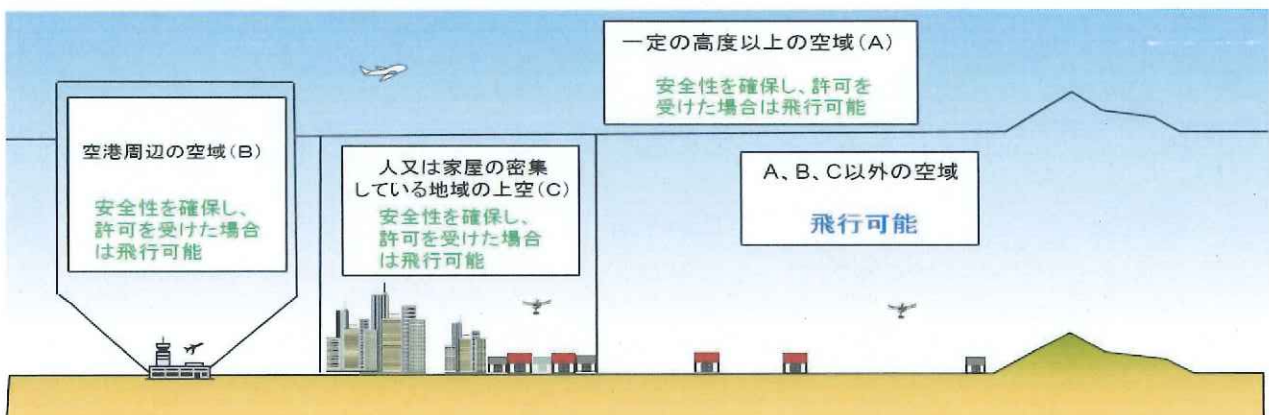 一定の高度以上の空域(A)
安全性を確保し、許可を
受けた場合は飛行可能
空港周辺の空域(B)
安全性を確保し、
許可を受けた場合
は飛行可能
人又は家屋の密集
している地域の上空(C)
安全性を確保し、
許可を受けた場合
は飛行可能
A、B、C以外の空域
飛行可能